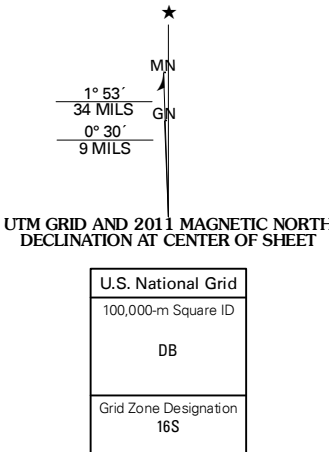 MN
1° 53´
34 MILS
GN
0° 30´
9 MILS
UTM GRID AND 2011 MAGNETIC NORTH
DECLINATION AT CENTER OF SHEET
U.S. National Grid
100,000-m Square ID
DB
Grid Zone Designation
16S